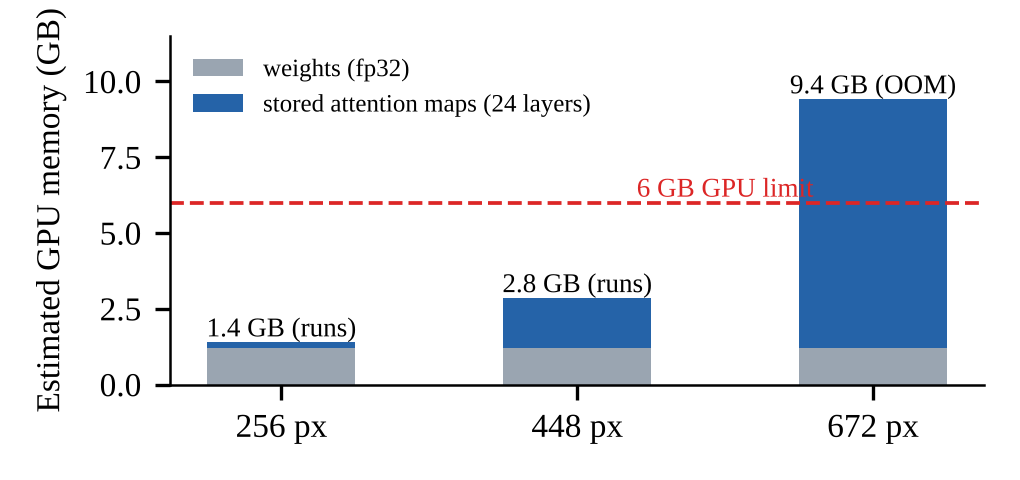 Estimated GPU memory (GB)
10.0
7.5
5.0
2.5
0.0
weights (fp32)
stored attention maps (24 layers)
9.4 GB (OOM)
6 GB GPU limit
2.8 GB (runs)
1.4 GB (runs)
256 px
448 px
672 px